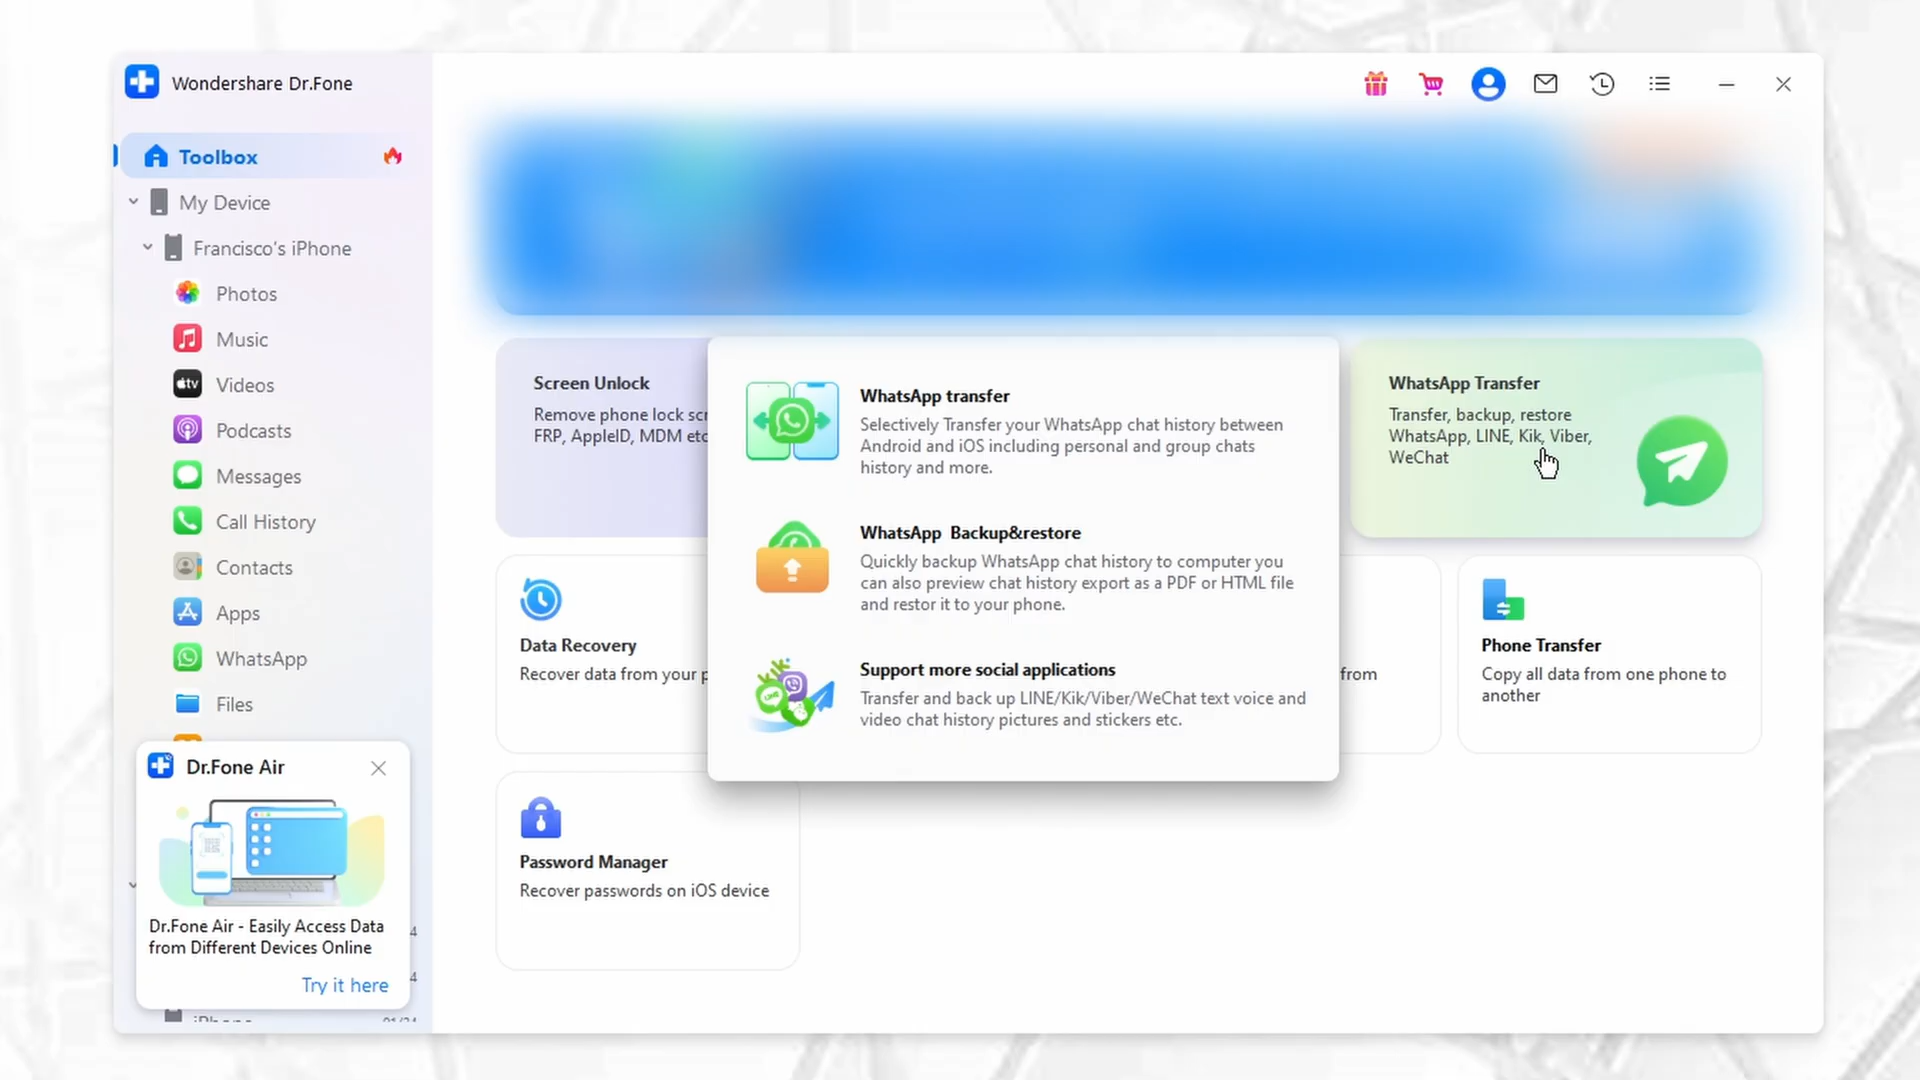 Wondershare Dr.Fone
Toolbox
My Device
Francisco's iPhone
Photos
Music
Videos
Podcasts
Messages
Call History
Contacts
Apps
WhatsApp
Files
Dr.Fone Air
Dr.Fone Air - Easily Access Data
from Different Devices Online
Try it here
Screen Unlock
Remove phone lock scr
FRP, AppleID, MDM etc
WhatsApp transfer
Selectively Transfer your WhatsApp chat history between
Android and iOS including personal and group chats
history and more.
WhatsApp  Backup&restore
Quickly backup WhatsApp chat history to computer you
can also preview chat history export as a PDF or HTML file
and restor it to your phone.
Support more social applications
Transfer and back up LINE/Kik/Viber/WeChat text voice and
video chat history pictures and stickers etc.
WhatsApp Transfer
Transfer, backup, restore
WhatsApp, LINE, Kik, Viber,
WeChat
Data Recovery
Recover data from your p
from
Phone Transfer
Copy all data from one phone to
another
Password Manager
Recover passwords on iOS device